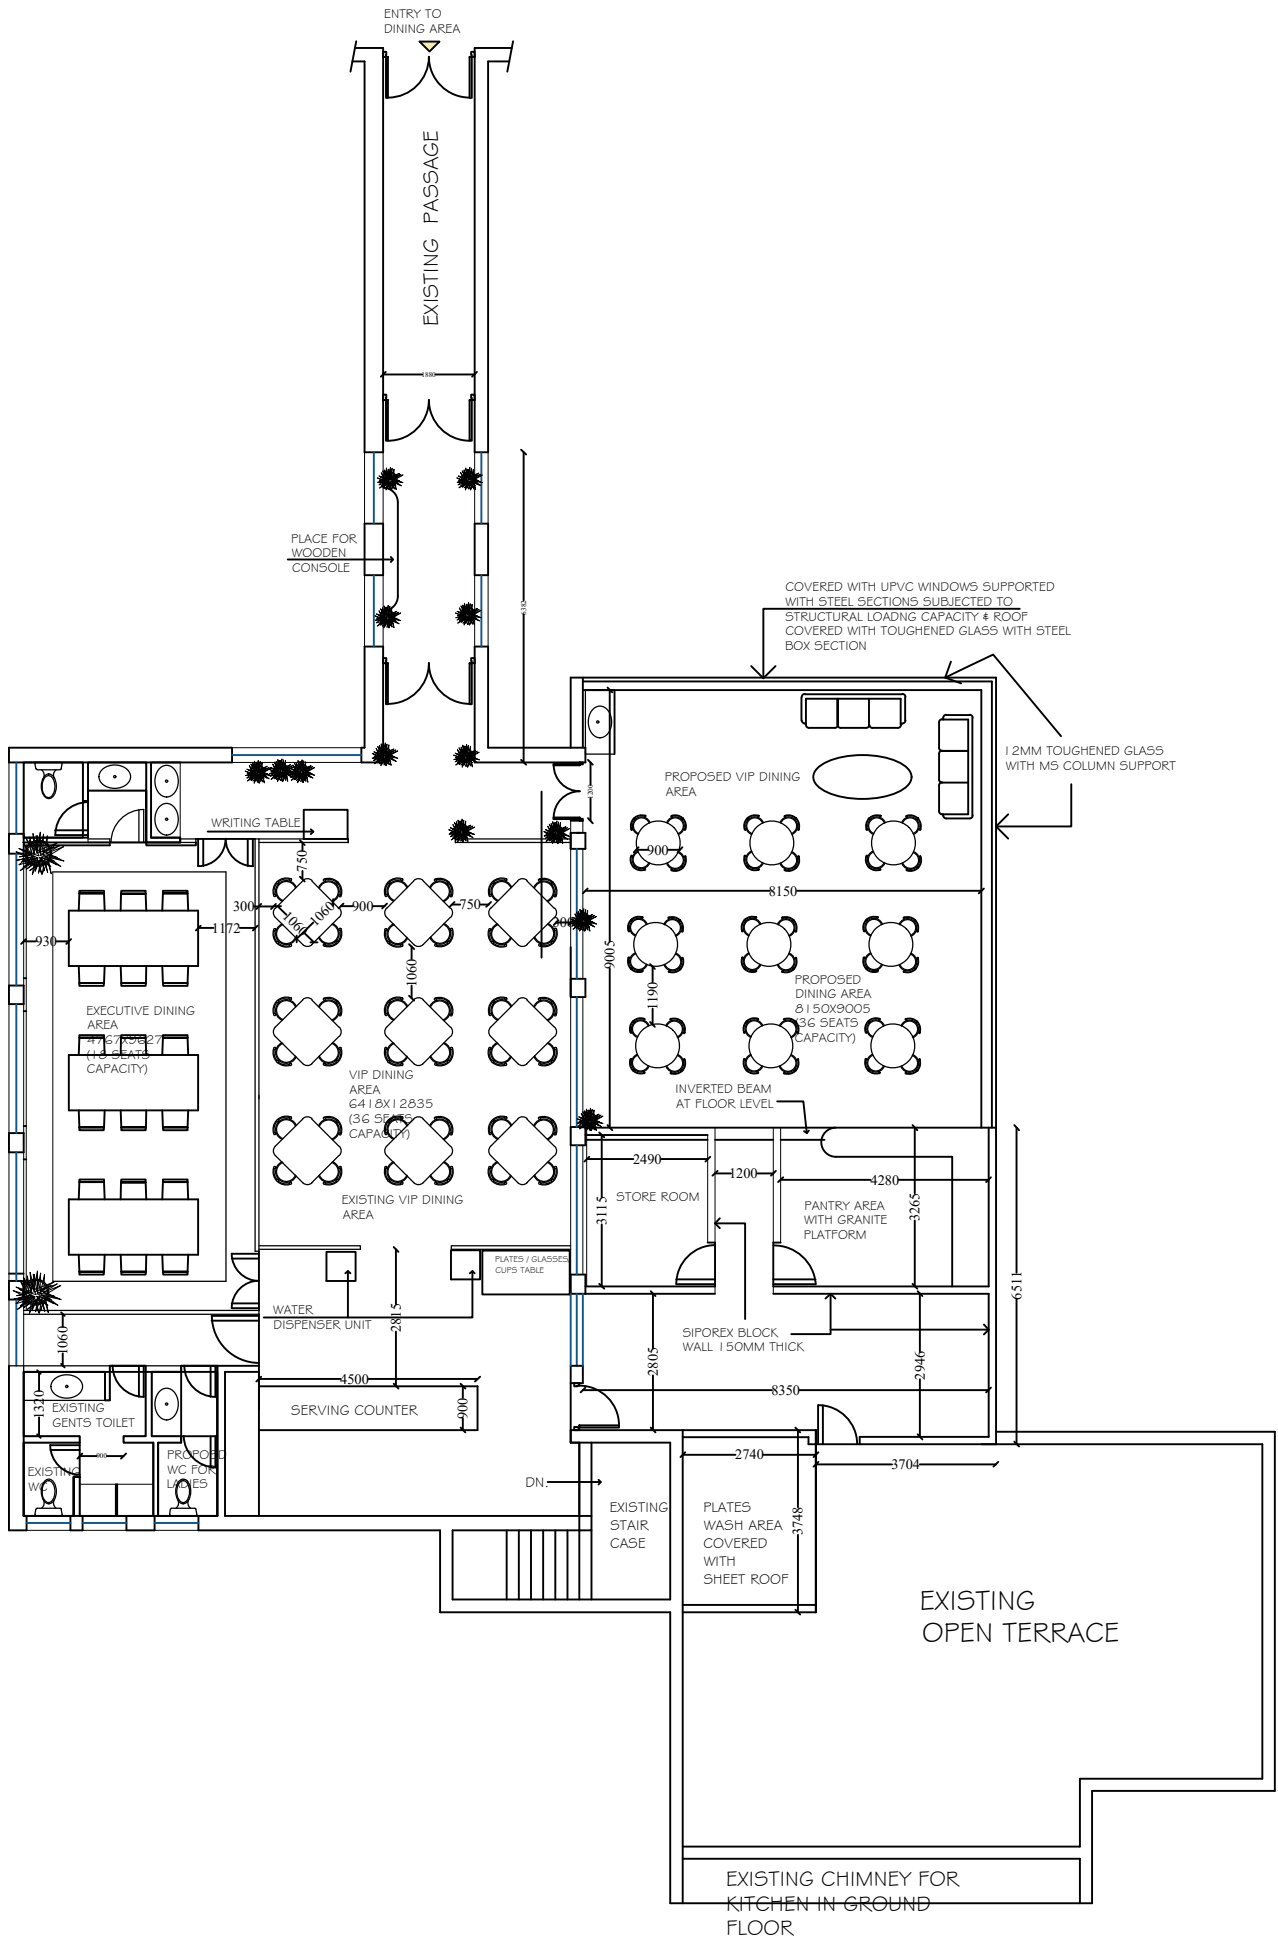 ENTRY TO
DINING AREA
EXISTING PASSAGE
1880
PLACE FOR
WOODEN
CONSOLE
COVERED WITH UPVC WINDOWS SUPPORTED
WITH STEEL SECTIONS SUBJECTED TO
STRUCTURAL LOADNG CAPACITY & ROOF
COVERED WITH TOUGHENED GLASS WITH STEEL
BOX SECTION
12MM TOUGHENED GLASS
WITH MS COLUMN SUPPORT
PROPOSED VIP DINING
AREA
1200
WRITING TABLE
750
900
8150
300
1060
1060
900
750
930
1172
1060
9005
1190
PROPOSED
DINING AREA
8150X9005
(36 SEATS
CAPACITY)
EXECUTIVE DINING
AREA
4767X9627
(18 SEATS
CAPACITY)
VIP DINING
AREA
6418X12835
(36 SEATS
CAPACITY)
INVERTED BEAM
AT FLOOR LEVEL
2490
1200
4280
STORE ROOM
3115
PANTRY AREA
WITH GRANITE
PLATFORM
3265
EXISTING VIP DINING
AREA
PLATES / GLASSES/
CUPS TABLE
6511
WATER
DISPENSER UNIT
2815
SIPOREX BLOCK
WALL 150MM THICK
1060
2805
2946
4500
8350
SERVING COUNTER
900
1320
EXISTING
GENTS TOILET
900
EXISTING
WC
PROPOSED
WC FOR
LADIES
2740
3704
DN.
EXISTING
STAIR
CASE
PLATES
WASH AREA
COVERED
WITH
SHEET ROOF
3748
EXISTING
OPEN TERRACE
EXISTING CHIMNEY FOR
KITCHEN IN GROUND
FLOOR